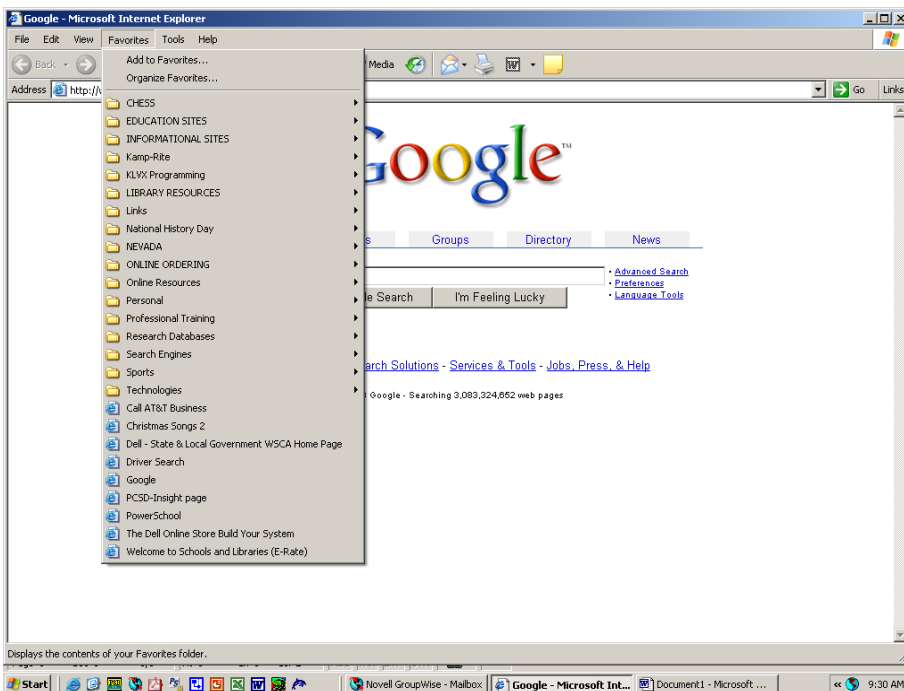 Google - Microsoft Internet Explorer
File Edit View Favorites Tools Help
Back Media
Address http:// Go Links
Add to Favorites...
Organize Favorites...
CHESS
EDUCATION SITES
INFORMATIONAL SITES
Kamp-Rite
KLVX Programming
LIBRARY RESOURCES
Links
National History Day
NEVADA
ONLINE ORDERING
Online Resources
Personal
Professional Training
Research Databases
Search Engines
Sports
Technologies
Call AT&T Business
Christmas Songs 2
Dell - State & Local Government WSCA Home Page
Driver Search
Google
PCSD-Insight page
PowerSchool
The Dell Online Store Build Your System
Welcome to Schools and Libraries (E-Rate)
Google TM
s Groups Directory News
Advanced Search
Preferences
Language Tools
le Search I'm Feeling Lucky
arch Solutions - Services & Tools - Jobs, Press, & Help
Google - Searching 3,083,324,652 web pages
Displays the contents of your Favorites folder.
Start Novell GroupWise - Mailbox Google - Microsoft Int... Document1 - Microsoft ... 9:30 AM